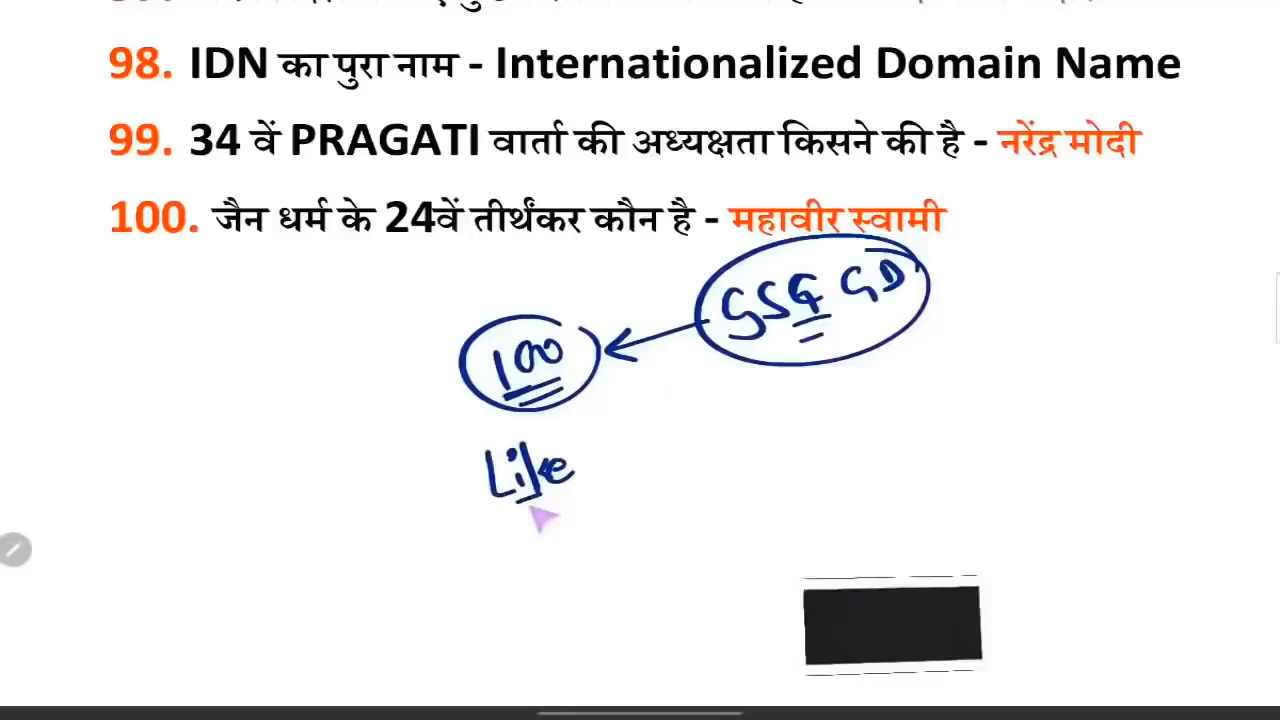 98. IDN का पुरा नाम - Internationalized Domain Name
99. 34 वें PRAGATI वार्ता की अध्यक्षता किसने की है - नरेंद्र मोदी
100. जैन धर्म के 24वें तीर्थंकर कौन है - महावीर स्वामी
GD
100
Like